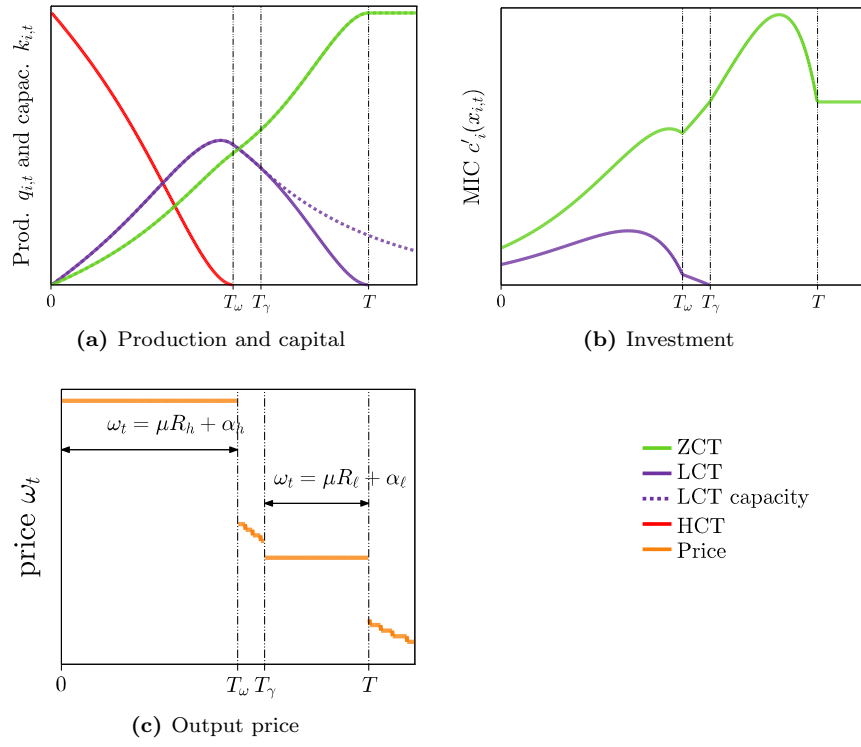 Prod. q_{i,t} and capac. k_{i,t}
0
T_ω
T_γ
T
(a) Production and capital
MIC c'_i(x_{i,t})
0
T_ω
T_γ
T
(b) Investment
price ω_t
ω_t = μR_h + α_h
ω_t = μR_ℓ + α_ℓ
0
T_ω
T_γ
T
(c) Output price
ZCT
LCT
LCT capacity
HCT
Price